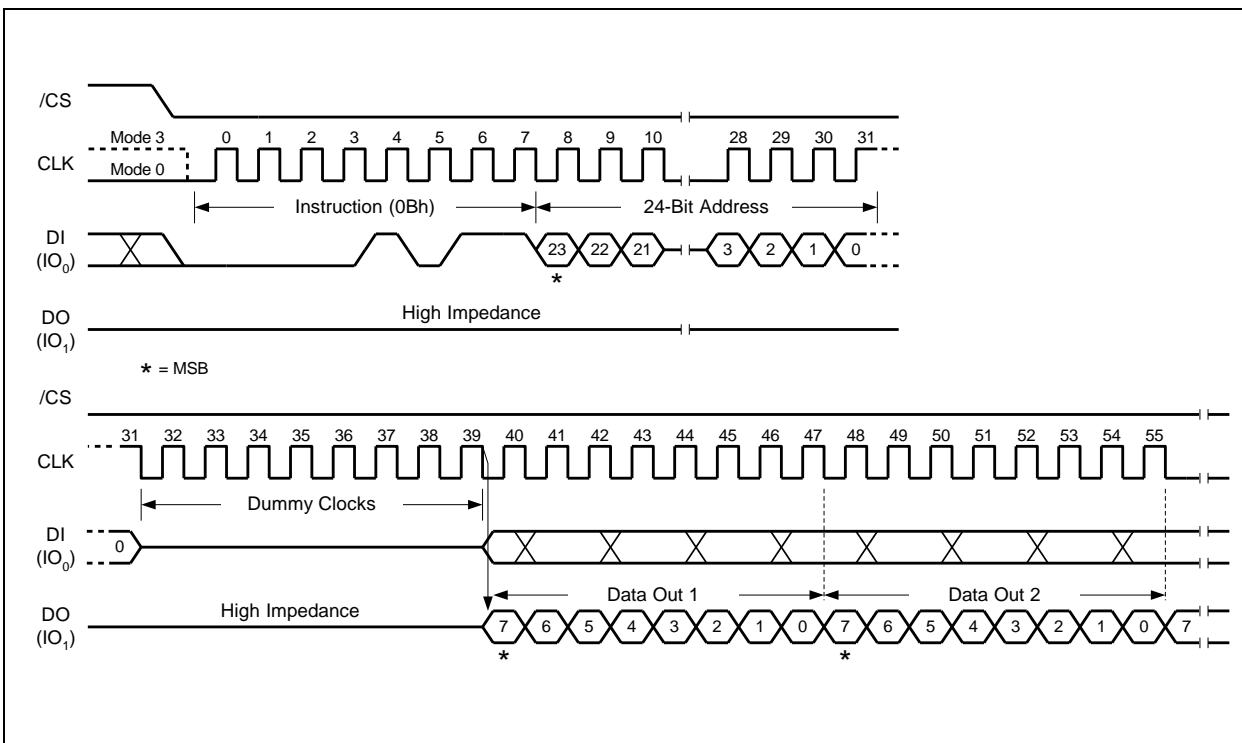 /CS
Mode 3 0 1 2 3 4 5 6 7 8 9 10 28 29 30 31
CLK
Mode 0
Instruction (0Bh) 24-Bit Address
DI
(IO0)
23 22 21 3 2 1 0
*
High Impedance
DO
(IO1)
* = MSB
/CS
31 32 33 34 35 36 37 38 39 40 41 42 43 44 45 46 47 48 49 50 51 52 53 54 55
CLK
Dummy Clocks
DI
(IO0)
0
Data Out 1 Data Out 2
High Impedance
DO
(IO1)
7 6 5 4 3 2 1 0 7 6 5 4 3 2 1 0 7
* *